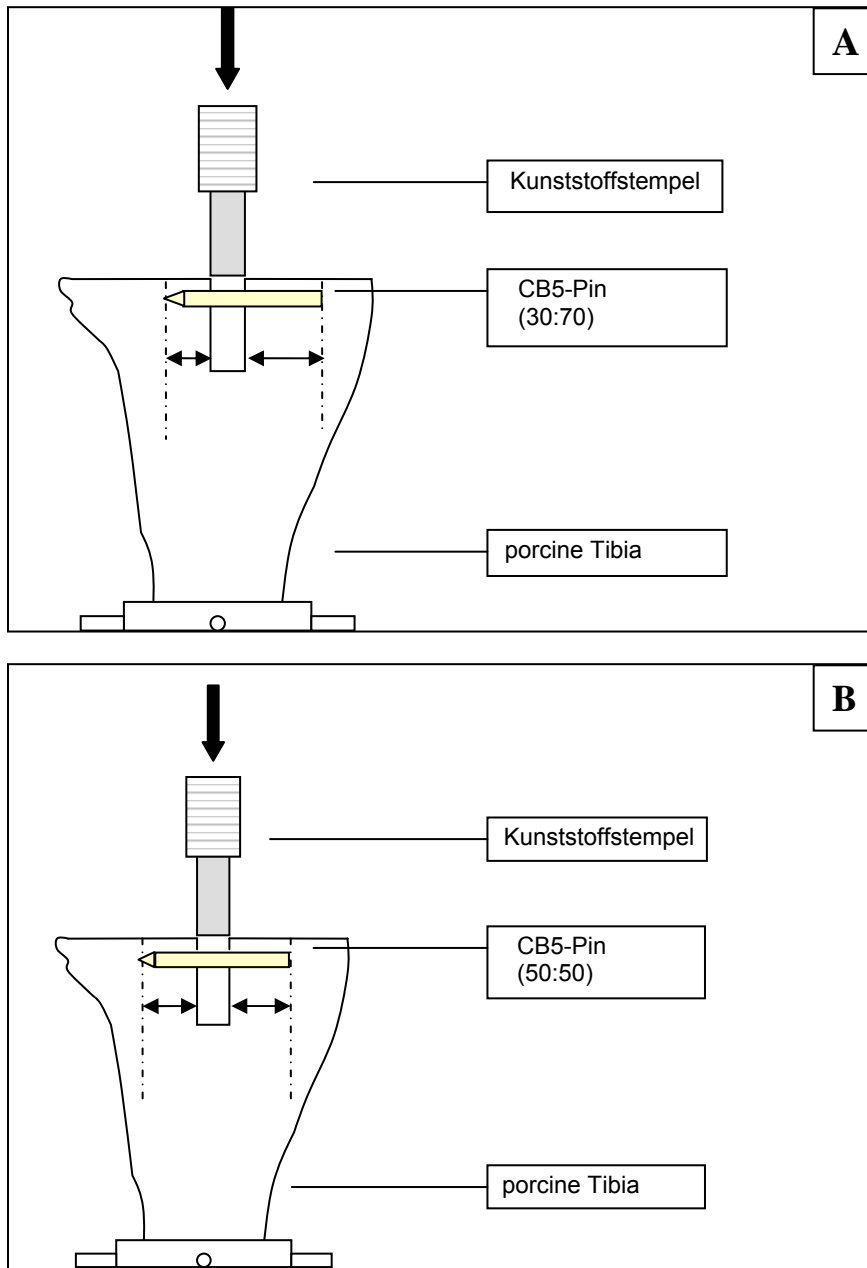 A
Kunststoffstempel
CB5-Pin
(30:70)
porcine Tibia
B
Kunststoffstempel
CB5-Pin
(50:50)
porcine Tibia